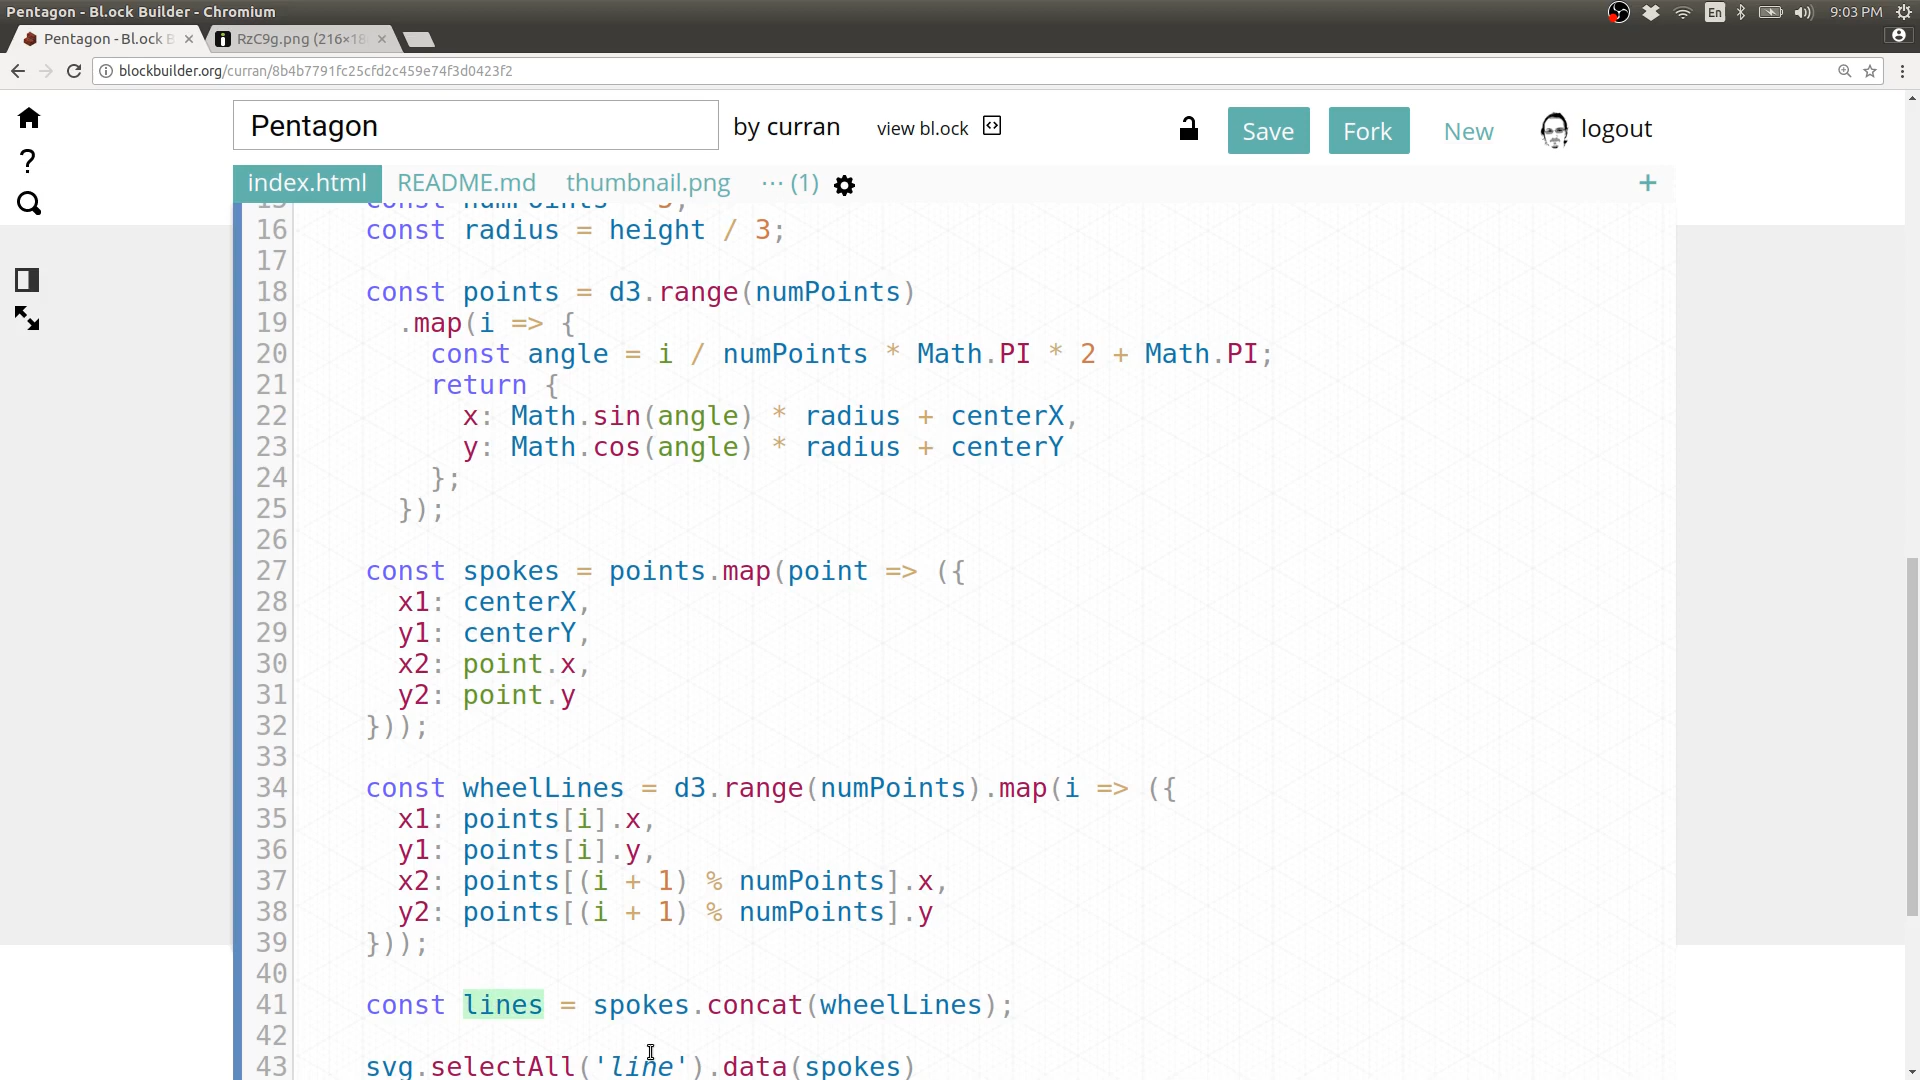 Pentagon - Bl.ock Builder - Chromium
En
9:03 PM
Pentagon - Bl.ock B
RzC9g.png (216×18
blockbuilder.org/curran/8b4b7791fc25cfd2c459e74f3d0423f2
Pentagon
by curran
view bl.ock
Save
Fork
New
logout
?
index.html
README.md
thumbnail.png
··· (1)
+
15 const numPoints = 5;
16 const radius = height / 3;
17
18 const points = d3.range(numPoints)
19 .map(i => {
20 const angle = i / numPoints * Math.PI * 2 + Math.PI;
21 return {
22 x: Math.sin(angle) * radius + centerX,
23 y: Math.cos(angle) * radius + centerY
24 };
25 });
26
27 const spokes = points.map(point => ({
28 x1: centerX,
29 y1: centerY,
30 x2: point.x,
31 y2: point.y
32 }));
33
34 const wheelLines = d3.range(numPoints).map(i => ({
35 x1: points[i].x,
36 y1: points[i].y,
37 x2: points[(i + 1) % numPoints].x,
38 y2: points[(i + 1) % numPoints].y
39 }));
40
41 const lines = spokes.concat(wheelLines);
42
43 svg.selectAll('line').data(spokes)